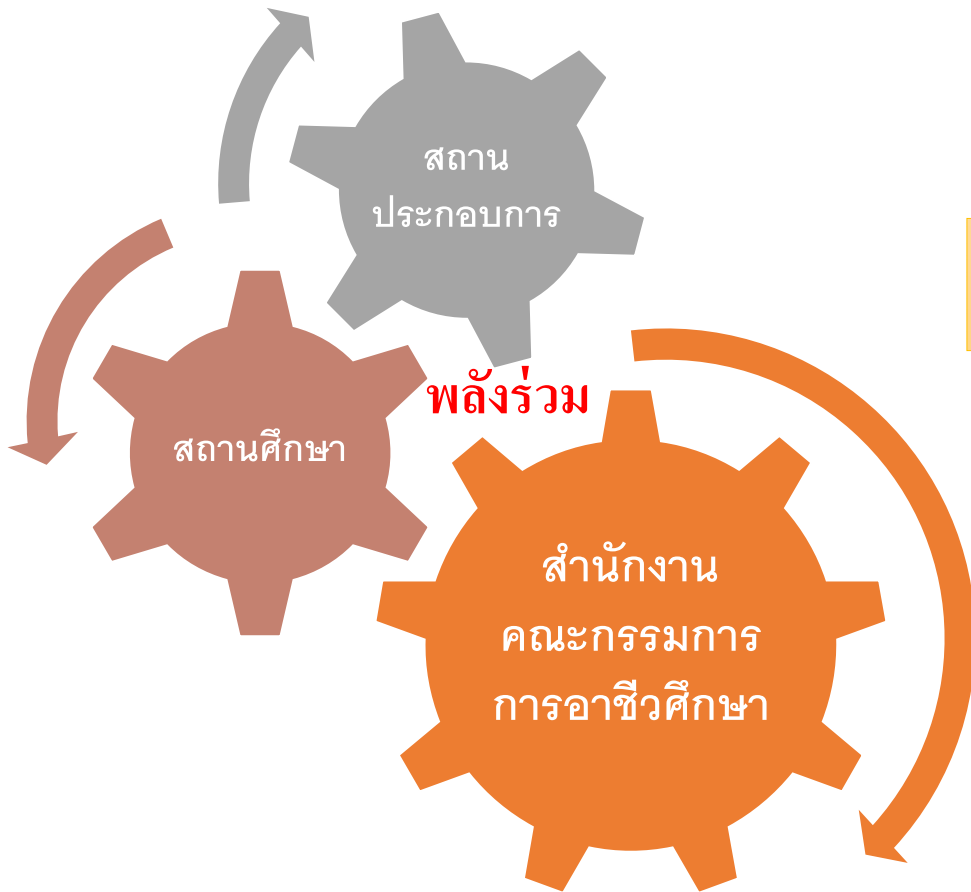 สถาน
ประกอบการ
พลังร่วม
สถานศึกษา
สำนักงาน
คณะกรรมการ
การอาชีวศึกษา